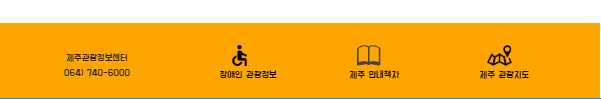 제주관광정보센터
064) 740-6000
장애인 관광정보
제주 안내책자
제주 관광지도